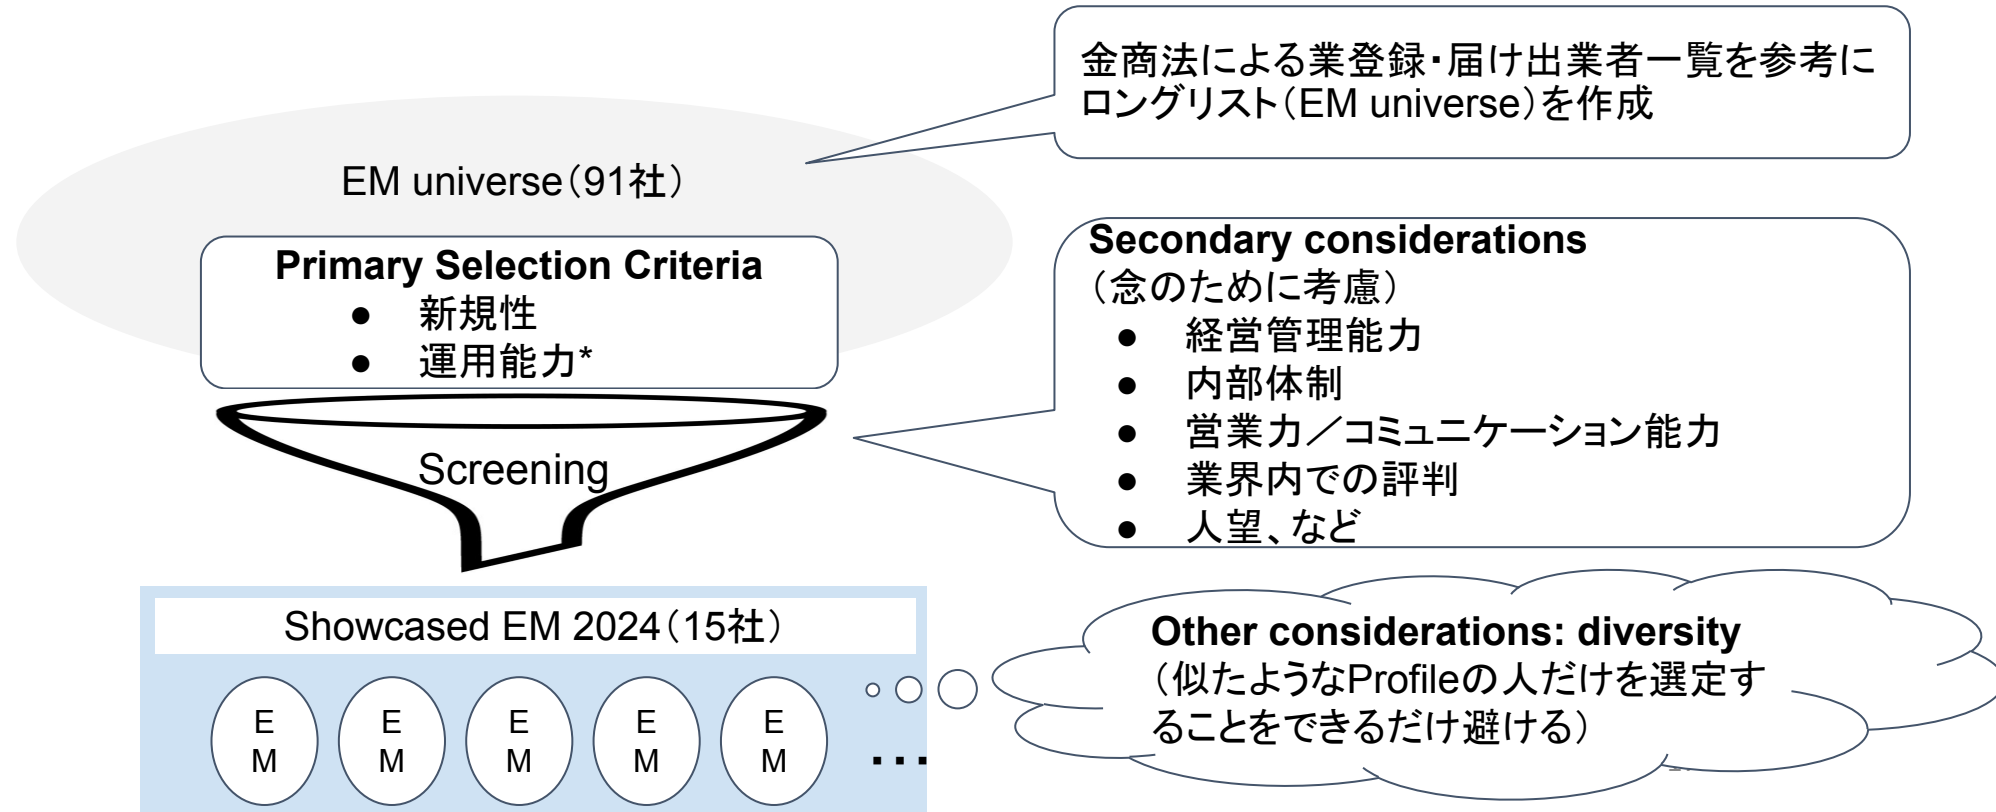 金商法による業登録・届け出業者一覧を参考に
ロングリスト（EM universe）を作成
EM universe（91社）
Primary Selection Criteria
● 新規性
● 運用能力*
Screening
Secondary considerations
（念のために考慮）
● 経営管理能力
● 内部体制
● 営業力／コミュニケーション能力
● 業界内での評判
● 人望、など
Showcased EM 2024（15社）
E
M
E
M
E
M
E
M
E
M
...
Other considerations: diversity
（似たようなProfileの人だけを選定す
ることをできるだけ避ける）